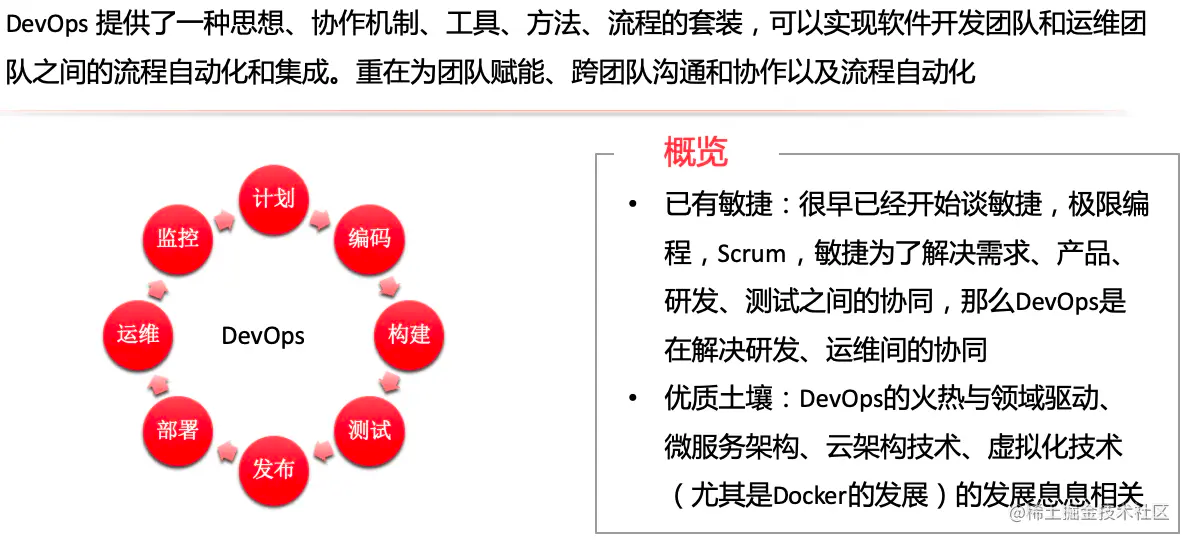 DevOps 提供了一种思想、协作机制、工具、方法、流程的套装，可以实现软件开发团队和运维团
队之间的流程自动化和集成。重在为团队赋能、跨团队沟通和协作以及流程自动化
计划
编码
构建
测试
发布
部署
运维
监控
DevOps
概览
• 已有敏捷：很早已经开始谈敏捷，极限编
程，Scrum，敏捷为了解决需求、产品、
研发、测试之间的协同，那么DevOps是
在解决研发、运维间的协同
• 优质土壤：DevOps的火热与领域驱动、
微服务架构、云架构技术、虚拟化技术
（尤其是Docker的发展）的发展息息相关
@稀土掘金技术社区